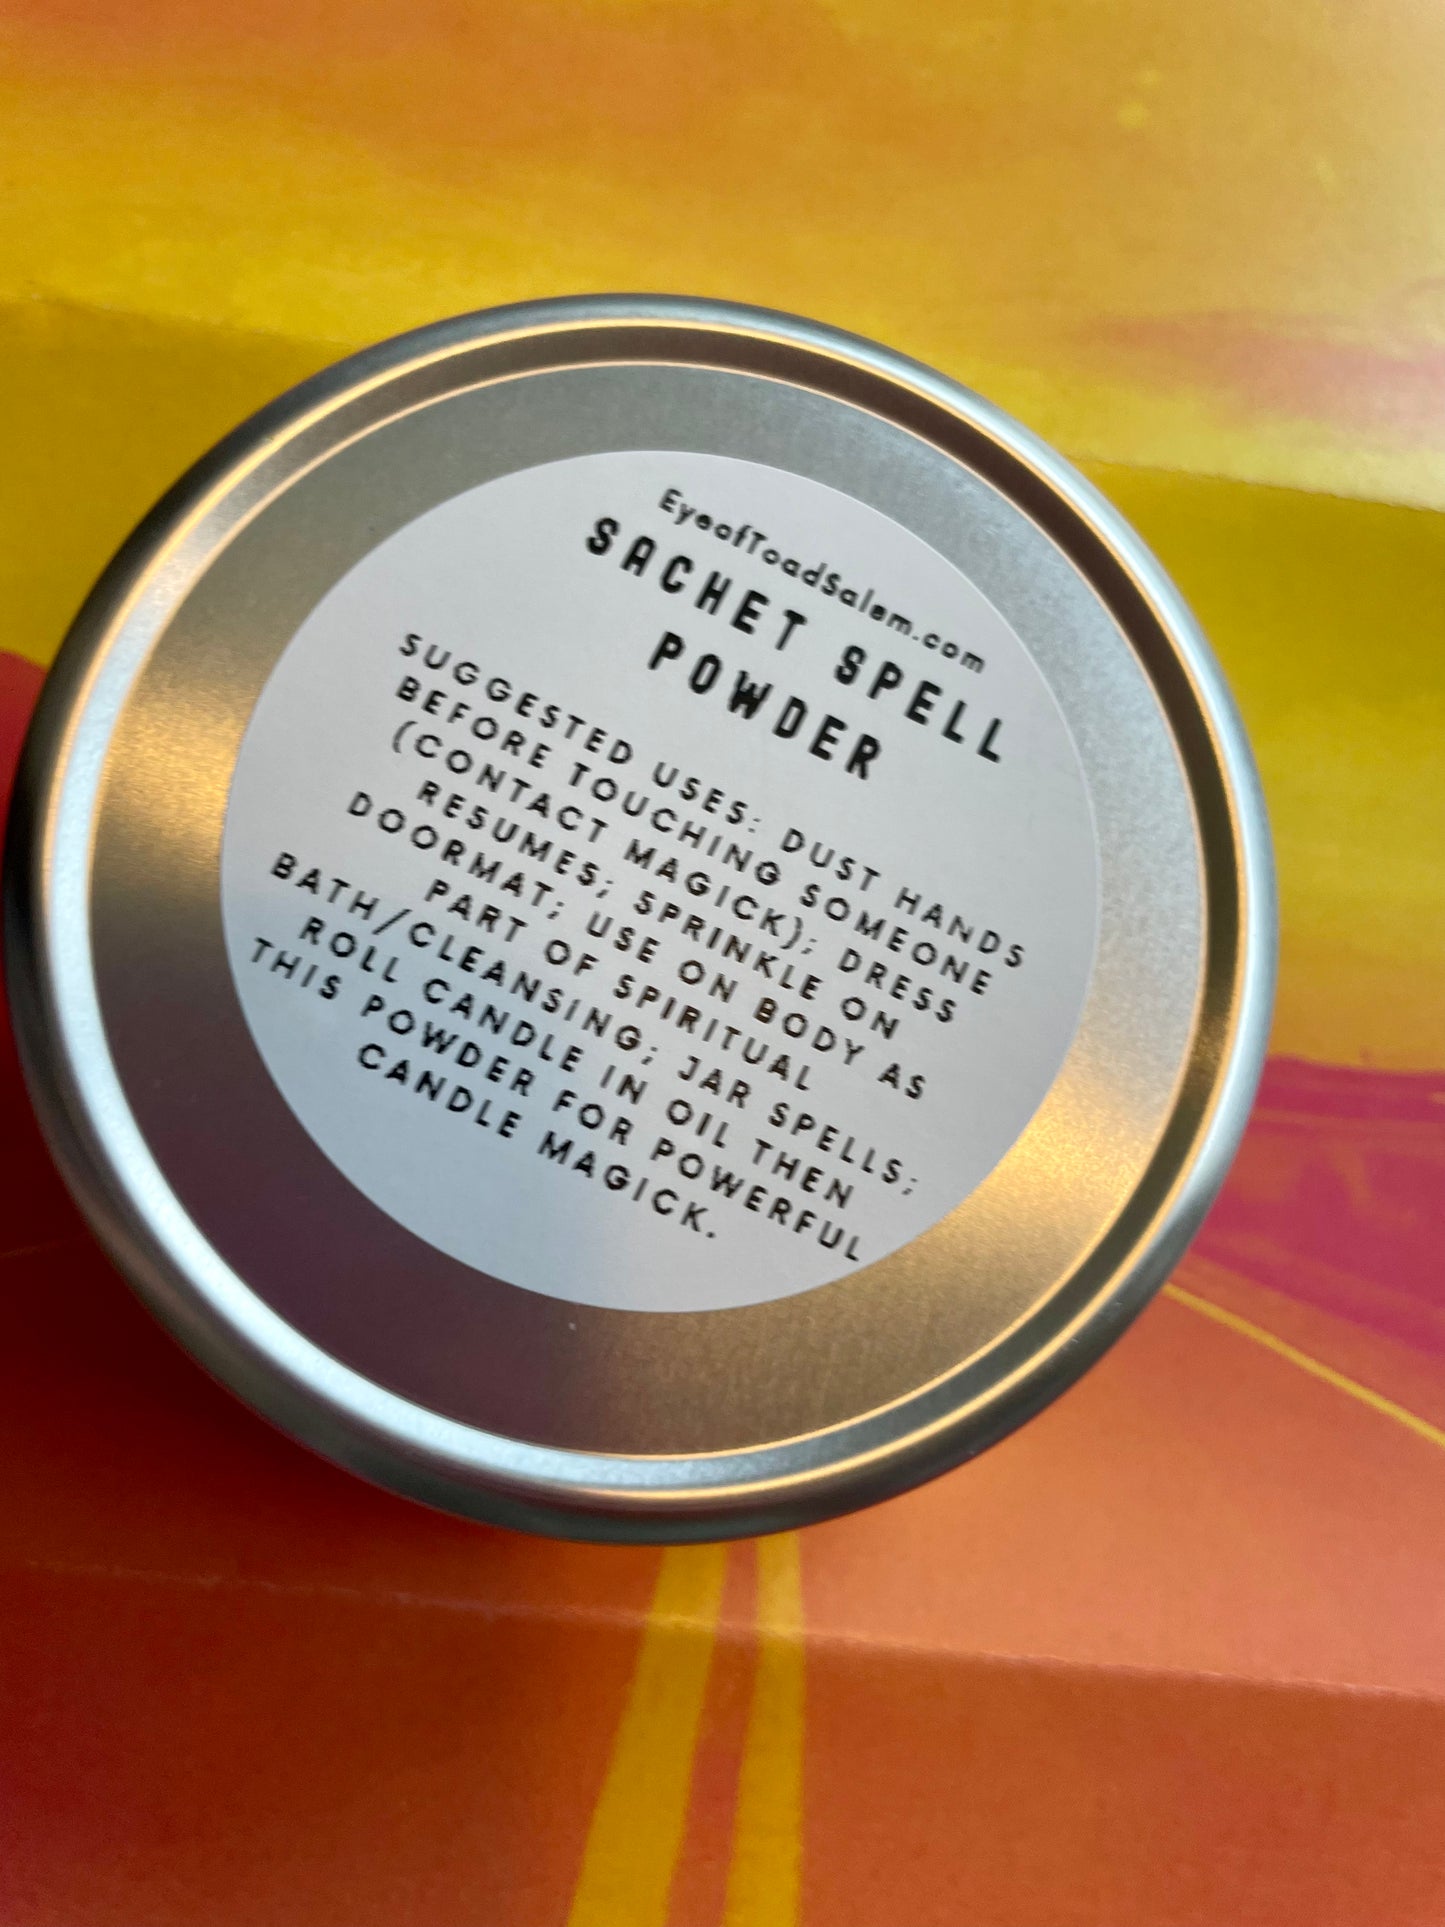 EyeofToadSalem.com
SACHET SPELL
POWDER
SUGGESTED USES: DUST HANDS
BEFORE TOUCHING SOMEONE
(CONTACT MAGICK); DRESS
RESUMES; SPRINKLE ON
DOORMAT; USE ON BODY AS
PART OF SPIRITUAL
BATH/CLEANSING; JAR SPELLS;
ROLL CANDLE IN OIL THEN
THIS POWDER FOR POWERFUL
CANDLE MAGICK.